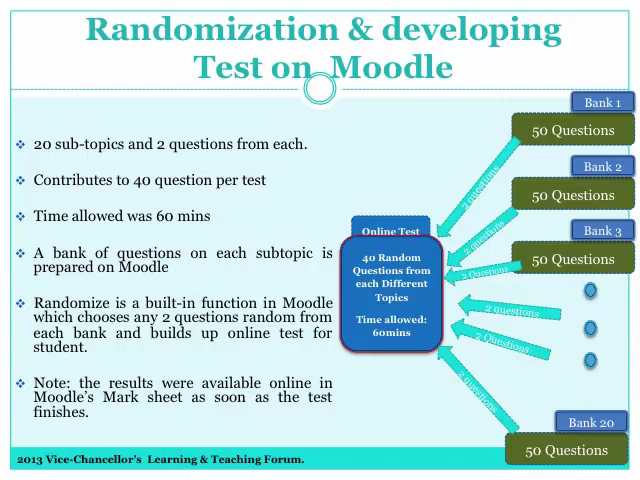 Randomization & developing
Test on Moodle
20 sub-topics and 2 questions from each.
Contributes to 40 question per test
Time allowed was 60 mins
A bank of questions on each subtopic is
prepared on Moodle
Randomize is a built-in function in Moodle
which chooses any 2 questions random from
each bank and builds up online test for
student.
Note: the results were available online in
Moodle's Mark sheet as soon as the test
finishes.
Online Test
40 Random
Questions from
each Different
Topics
Time allowed:
60mins
Bank 1
50 Questions
2 questions
Bank 2
50 Questions
2 questions
Bank 3
50 Questions
2 Questions
2 questions
2 Questions
2 questions
Bank 20
50 Questions
2013 Vice-Chancellor's Learning & Teaching Forum.